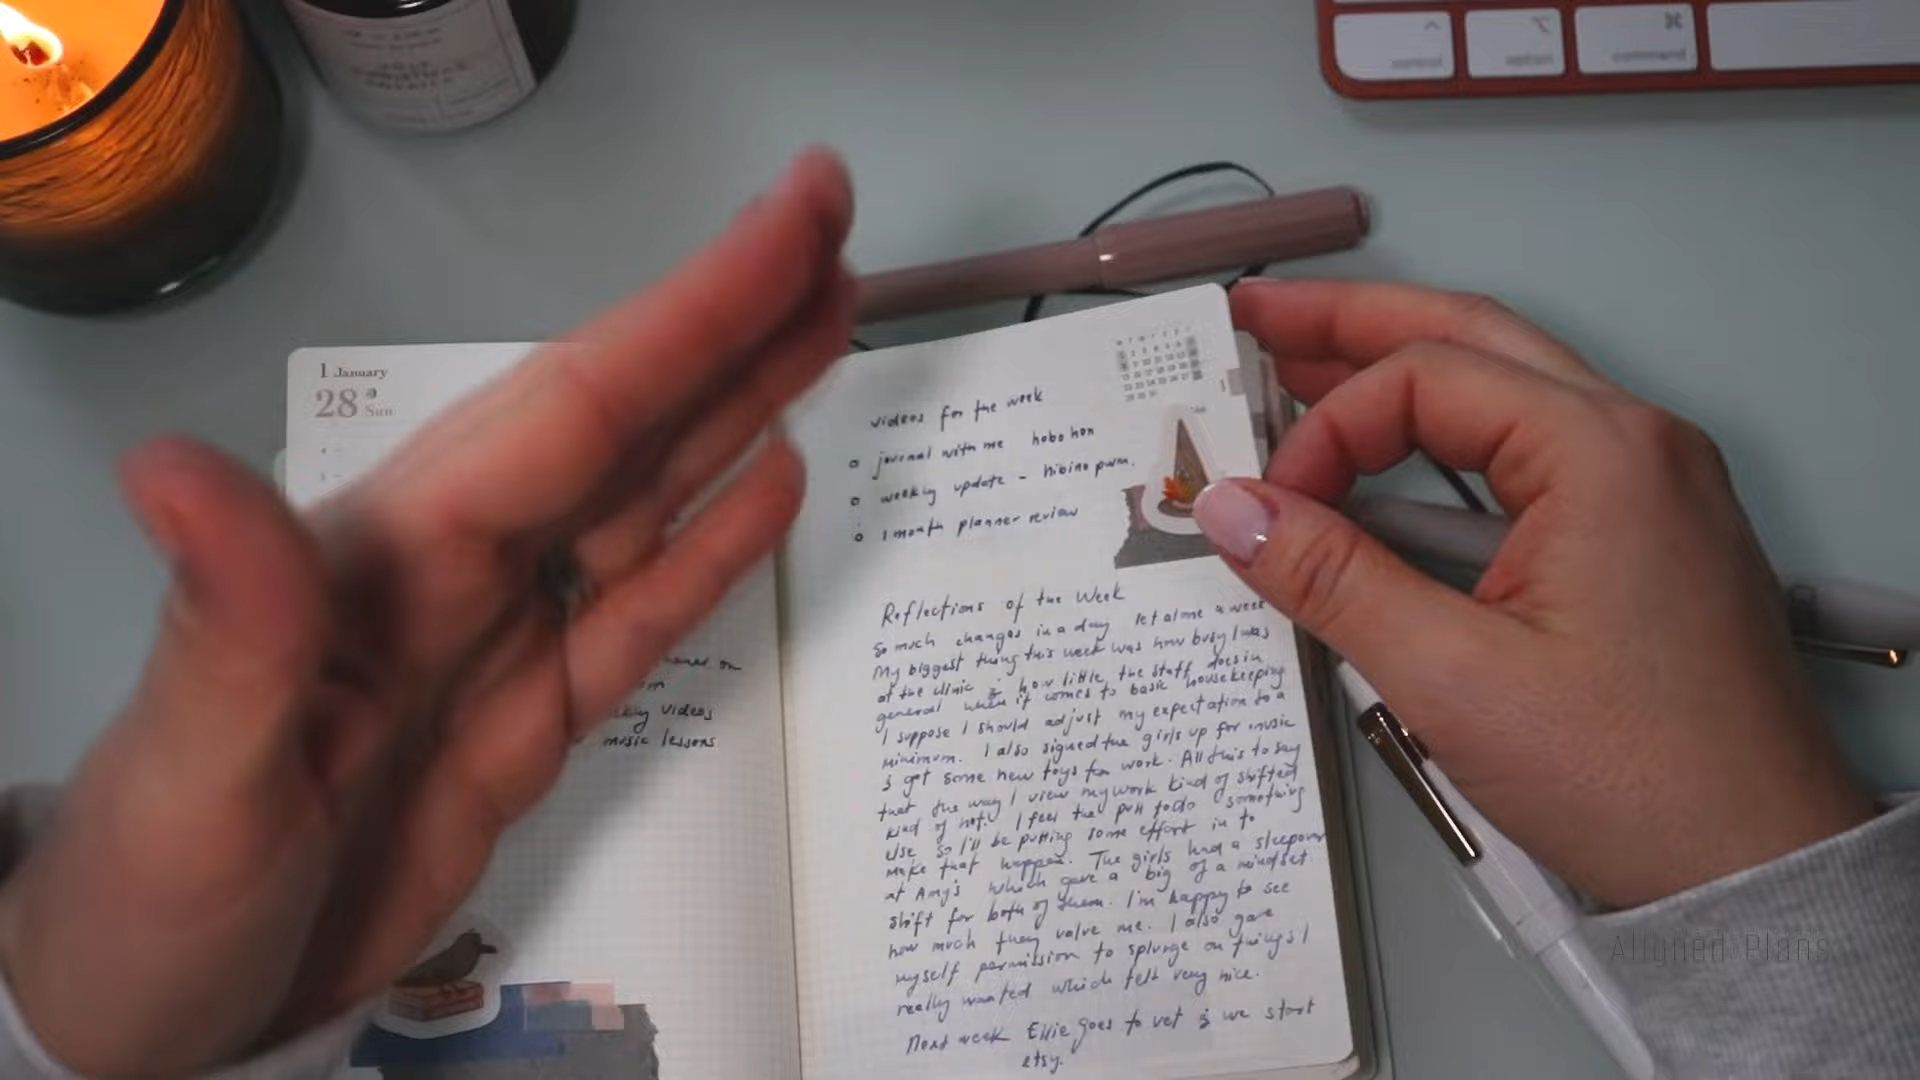 1 January
28
Sun
videos for the week
journal with me hobo hon
weekly update - hibino pwm.
1 month planner review
Reflections of the week
So much changes in a day let alone a week
My biggest thing this week was how busy I was
at the clinic & how little the staff does in
general when it comes to basic housekeeping
I suppose I should adjust my expectation to a
minimum. I also signed the girls up for music
& got some new toys for work. All this to say
that the way I view my work kind of shifted
kind of not. I feel the pull to do something
else so I'll be putting some effort in to
make that happen. The girls had a sleepover
at Amy's which gave a big of a mindset
shift for both of them. I'm happy to see
how much they value me. I also gave
myself permission to splurge on things I
really wanted which felt very nice.
Next week Ellie goes to vet & we start
etsy.
on
videos
music lessons
Aligned Plans